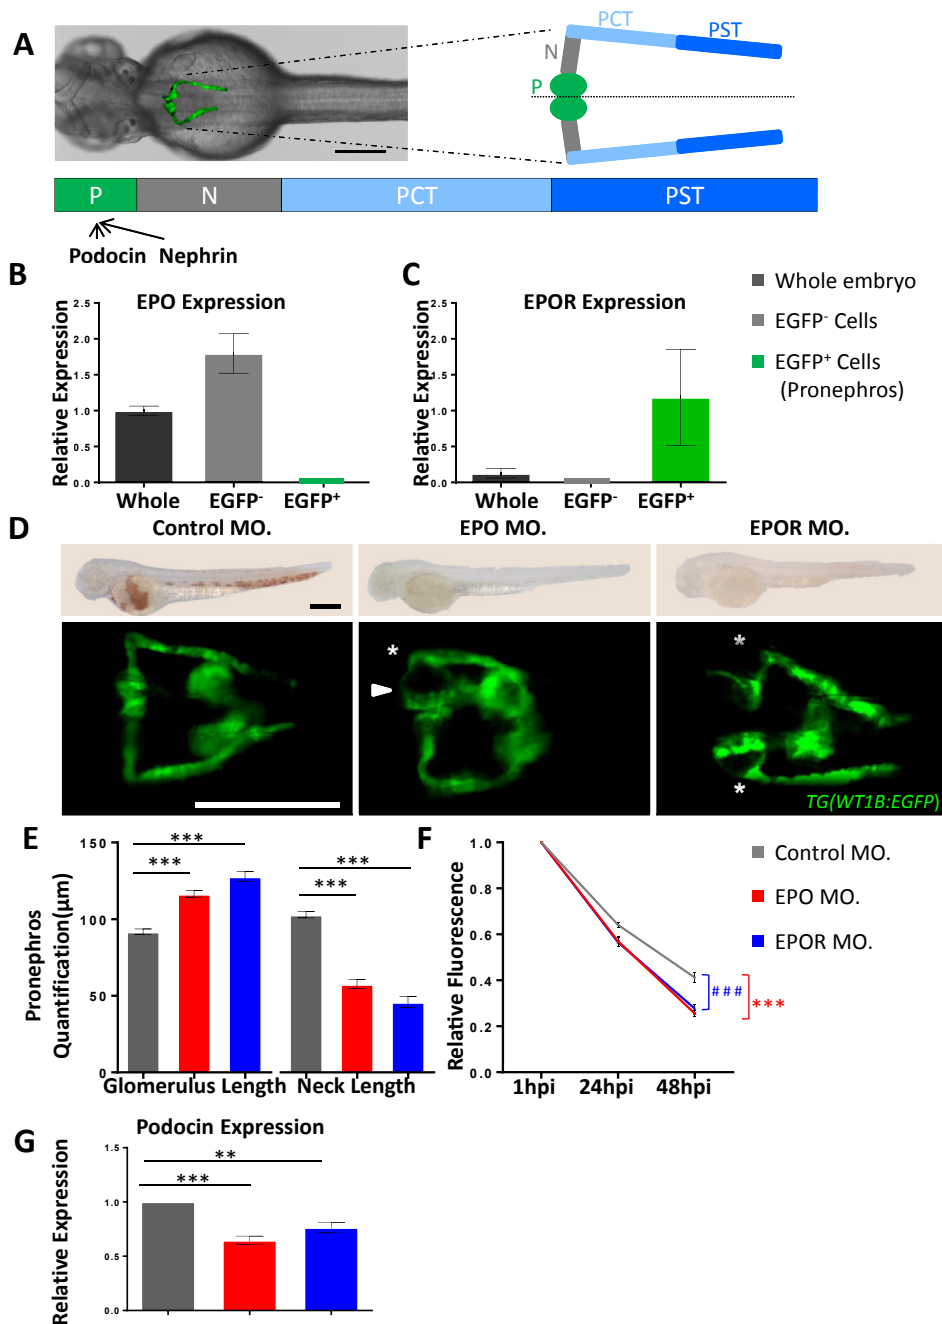 A
PCT
PST
N
P
P
N
PCT
PST
Podocin
Nephrin
B
EPO Expression
Relative Expression
2.5
2.0
1.5
1.0
0.5
0.0
Whole
EGFP-
EGFP+
C
EPOR Expression
Relative Expression
2.5
2.0
1.5
1.0
0.5
0.0
Whole
EGFP-
EGFP+
Whole embryo
EGFP- Cells
EGFP+ Cells
(Pronephros)
D
Control MO.
EPO MO.
EPOR MO.
*
*
*
TG(WT1B:EGFP)
E
Pronephros
Quantification(µm)
150
100
50
0
***
***
***
***
Glomerulus Length
Neck Length
F
Relative Fluorescence
1.0
0.8
0.6
0.4
0.2
0.0
1hpi
24hpi
48hpi
###
***
Control MO.
EPO MO.
EPOR MO.
G
Podocin Expression
Relative Expression
1.5
1.0
0.5
0.0
**
***